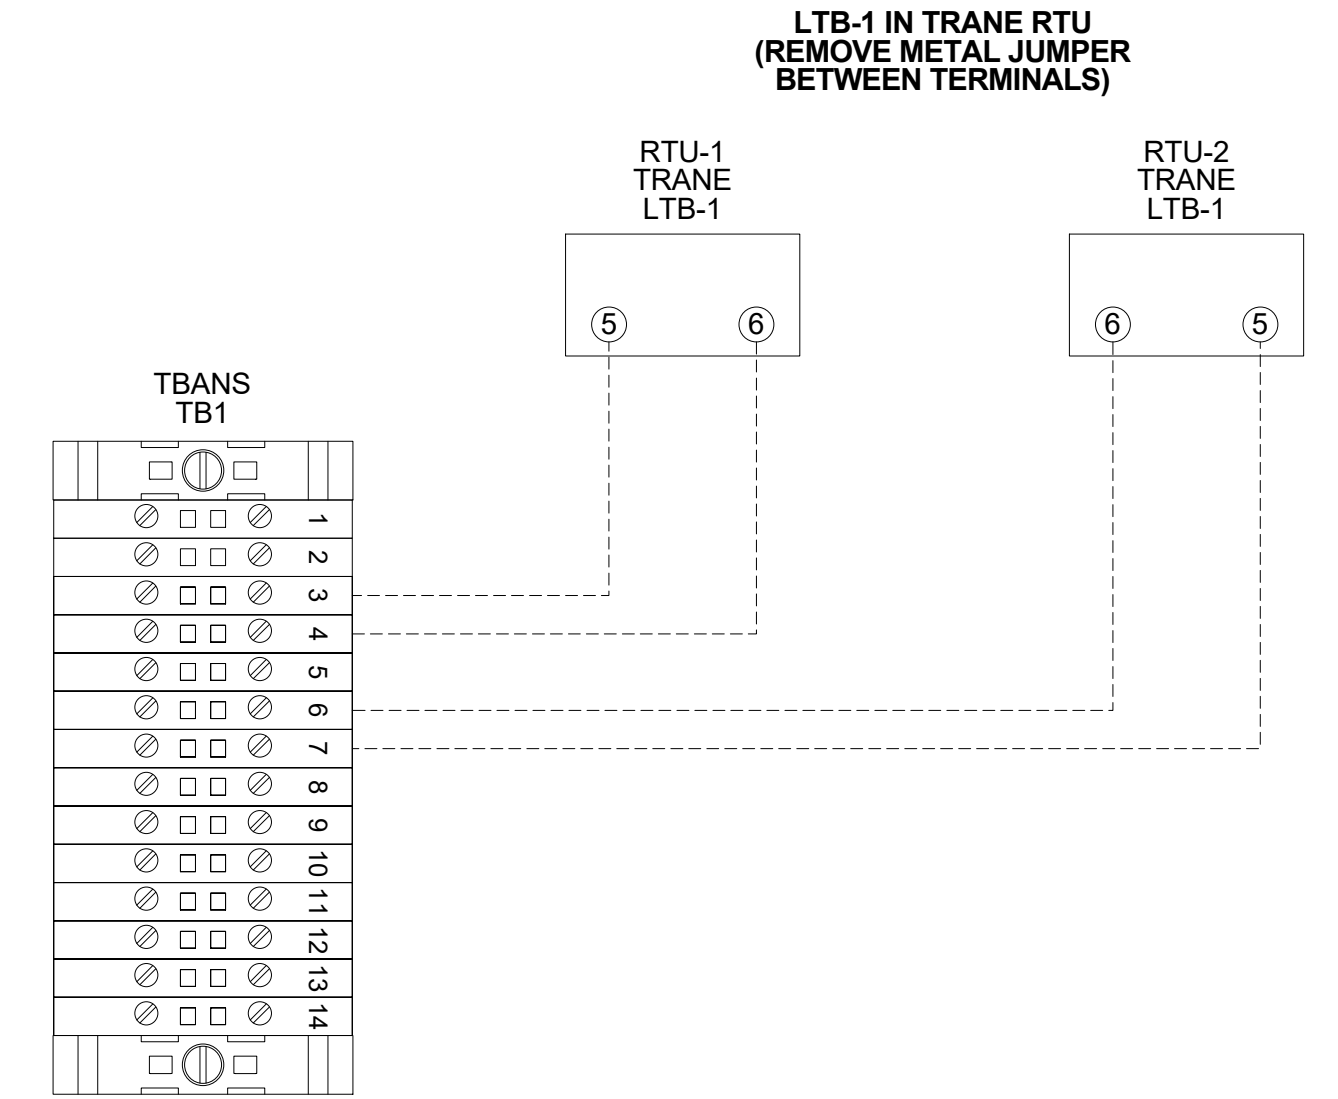 LTB-1 IN TRANE RTU
(REMOVE METAL JUMPER
BETWEEN TERMINALS)
RTU-1
TRANE
LTB-1
5
6
RTU-2
TRANE
LTB-1
6
5
TBANS
TB1
1
2
3
4
5
6
7
8
9
10
11
12
13
14